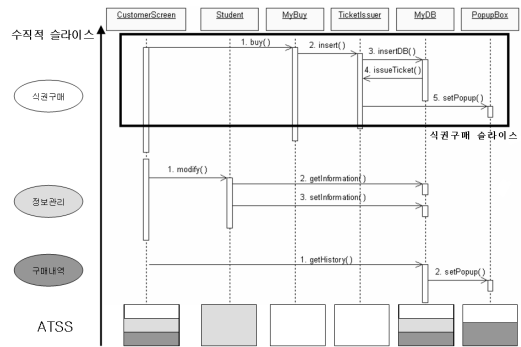 CustomerScreen Student MyBuy TicketIssuer MyDB PopupBox
수직적 슬라이스
1. buy()
2. insert()
3. insertDB()
4. issueTicket()
식권구매
5. setPopup()
식권구매 슬라이스
1. modify()
2. getInformation()
정보관리
3. setInformation()
1. getHistory()
구매내역
2. setPopup()
ATSS